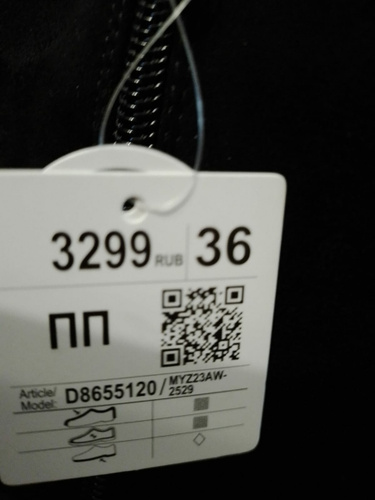 3299 RUB 36
ПП
Article/ Model: D8655120 / MYZ23AW-2529